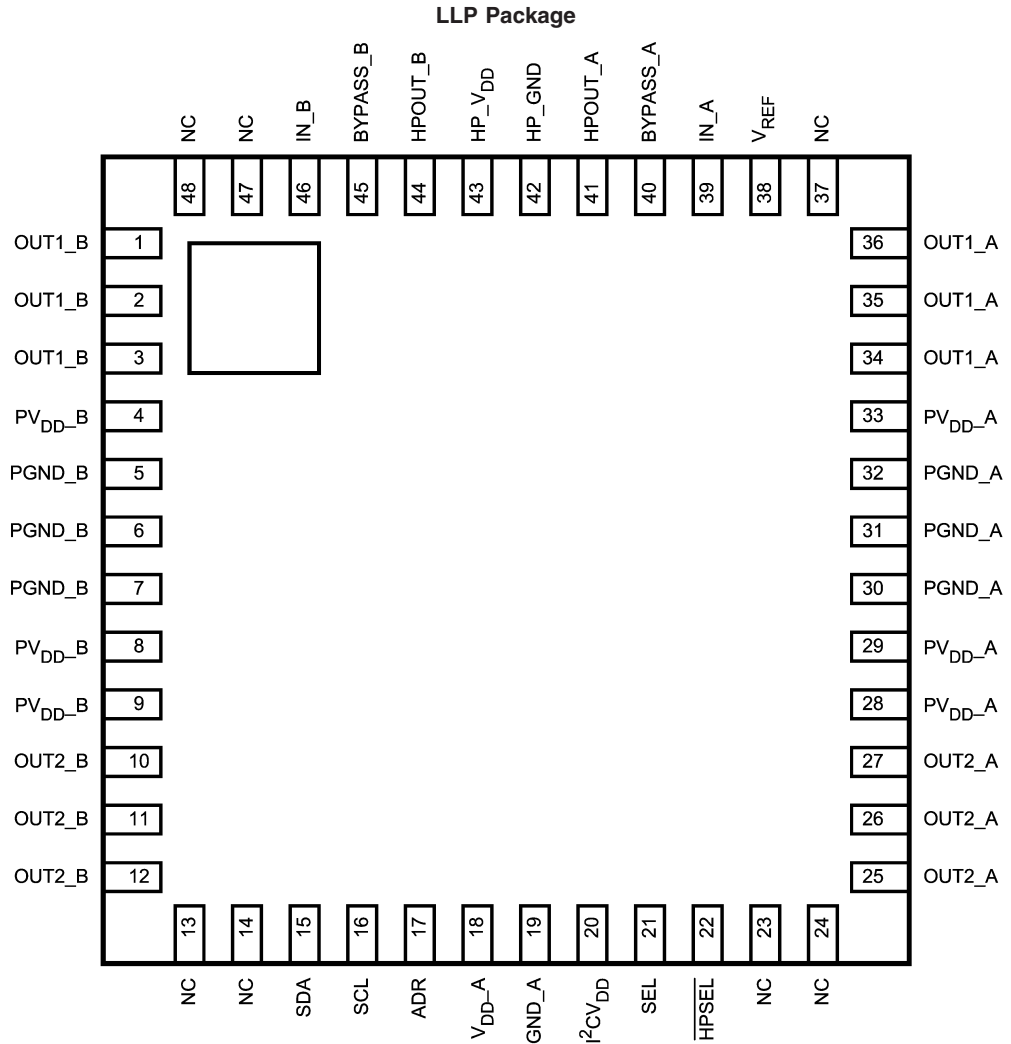 LLP Package
NC
NC
IN_B
BYPASS_B
HPOUT_B
HP_VDD
HP_GND
HPOUT_A
BYPASS_A
IN_A
VREF
NC
48 47 46 45 44 43 42 41 40 39 38 37
OUT1_B 1 36 OUT1_A
OUT1_B 2 35 OUT1_A
OUT1_B 3 34 OUT1_A
PVDD_B 4 33 PVDD_A
PGND_B 5 32 PGND_A
PGND_B 6 31 PGND_A
PGND_B 7 30 PGND_A
PVDD_B 8 29 PVDD_A
PVDD_B 9 28 PVDD_A
OUT2_B 10 27 OUT2_A
OUT2_B 11 26 OUT2_A
OUT2_B 12 25 OUT2_A
13 14 15 16 17 18 19 20 21 22 23 24
NC
NC
SDA
SCL
ADR
VDD_A
GND_A
I²CVDD
SEL
HPSEL
NC
NC